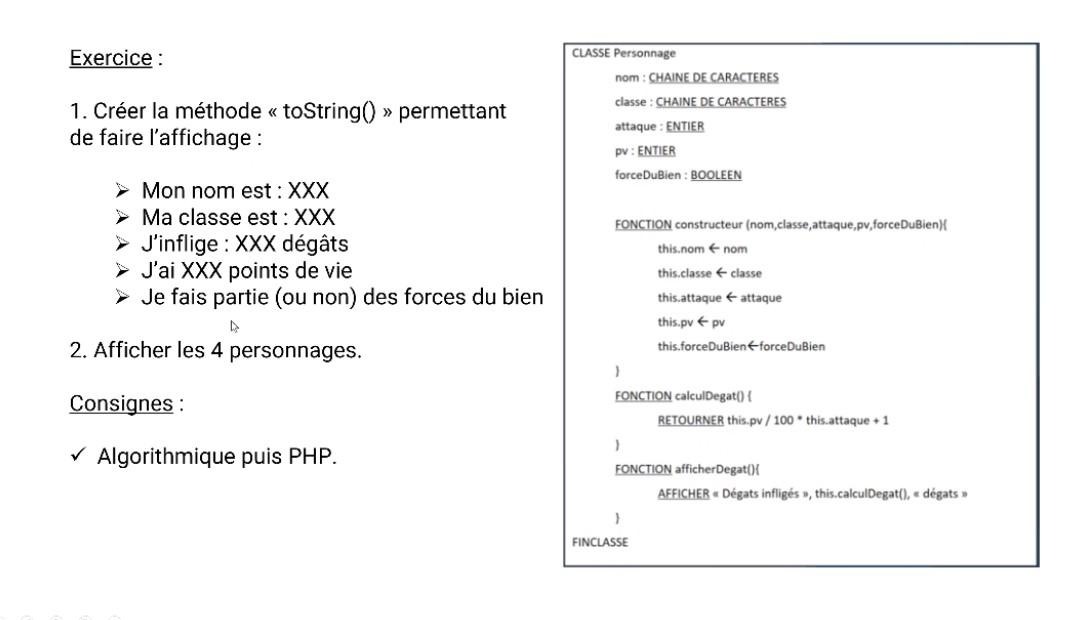 Exercice :
1. Créer la méthode « toString() » permettant
de faire l'affichage :
➢ Mon nom est : XXX
➢ Ma classe est : XXX
➢ J'inflige : XXX dégâts
➢ J'ai XXX points de vie
➢ Je fais partie (ou non) des forces du bien
2. Afficher les 4 personnages.
Consignes :
✓ Algorithmique puis PHP.
CLASSE Personnage
nom : CHAINE DE CARACTERES
classe : CHAINE DE CARACTERES
attaque : ENTIER
pv : ENTIER
forceDuBien : BOOLEEN
FONCTION constructeur (nom,classe,attaque,pv,forceDuBien){
this.nom ← nom
this.classe ← classe
this.attaque ← attaque
this.pv ← pv
this.forceDuBien←forceDuBien
}
FONCTION calculDegat() {
RETOURNER this.pv / 100 * this.attaque + 1
}
FONCTION afficherDegat(){
AFFICHER « Dégats infligés », this.calculDegat(), « dégats »
}
FINCLASSE